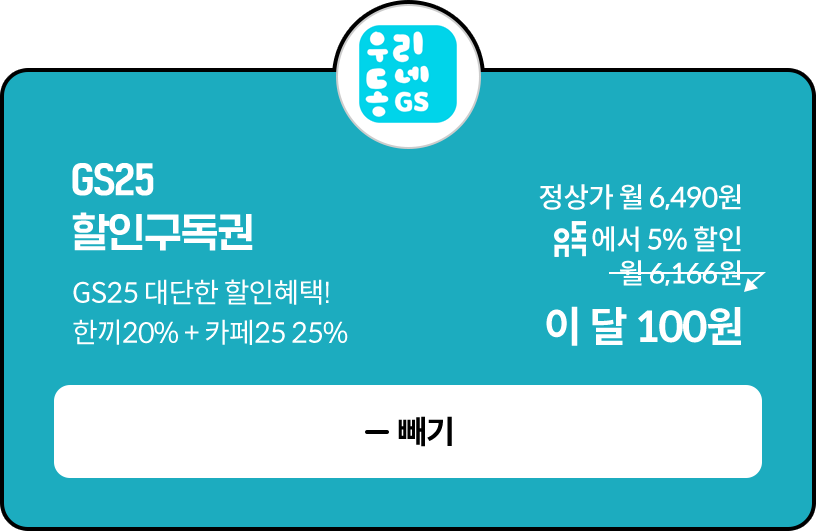 우리
동네
GS
GS25
할인구독권
GS25 대단한 할인혜택!
한끼20% + 카페25 25%
정상가 월 6,490원
유독에서 5% 할인
월 6,166원
이 달 100원
– 빼기